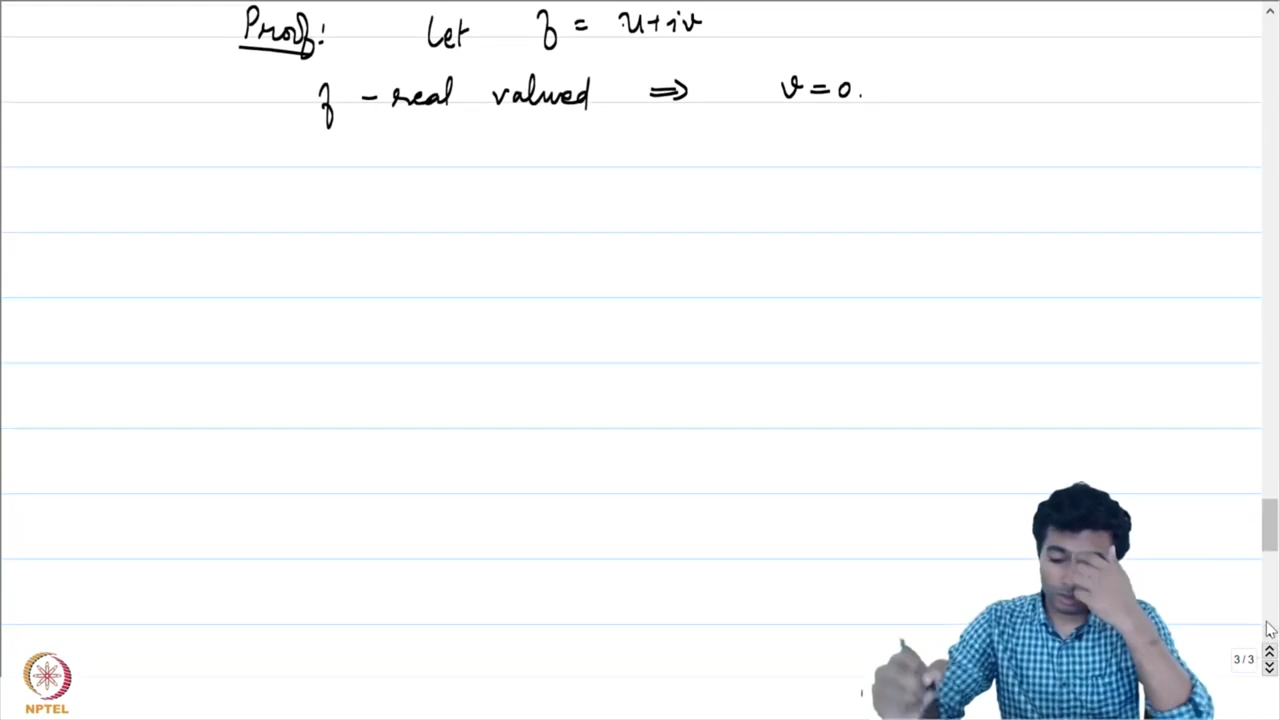 Proof: Let f = u+iv
f - real valued ⇒ v = 0.
3 / 3
NPTEL